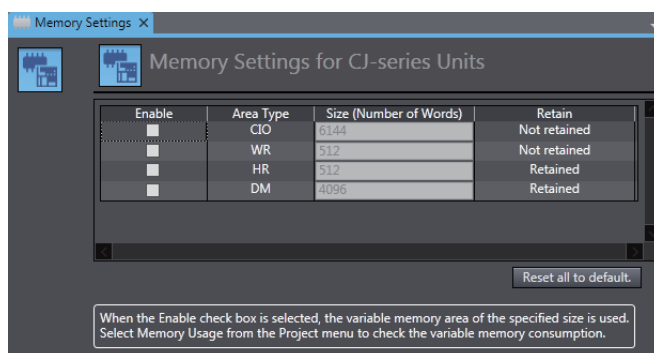 Memory Settings X
Memory Settings for CJ-series Units
Enable Area Type Size (Number of Words) Retain
CIO 6144 Not retained
WR 512 Not retained
HR 512 Retained
DM 4096 Retained
Reset all to default.
When the Enable check box is selected, the variable memory area of the specified size is used.
Select Memory Usage from the Project menu to check the variable memory consumption.